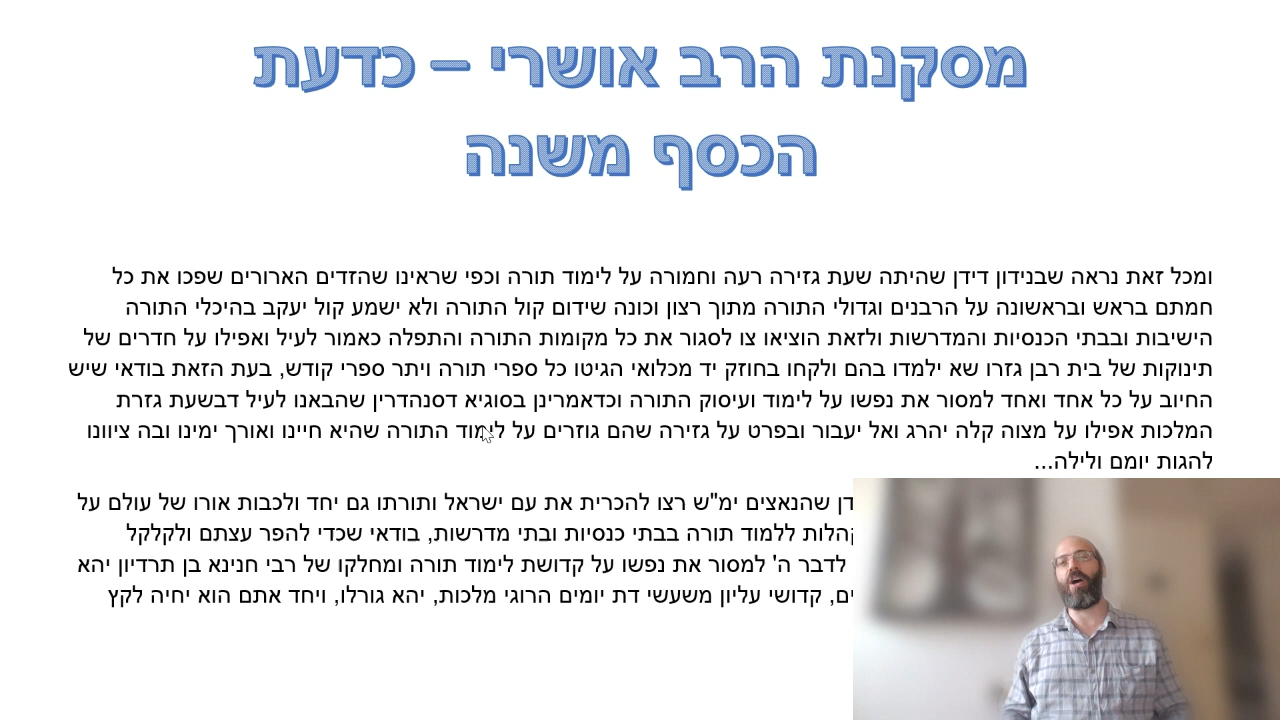 מסקנת הרב אושרי – כדעת
הכסף משנה
ומכל זאת נראה שבנידון דידן שהיתה שעת גזירה רעה וחמורה על לימוד תורה וכפי שראינו שהזדים הארורים שפכו את כל
חמתם בראש ובראשונה על הרבנים וגדולי התורה מתוך רצון וכונה שידום קול התורה ולא ישמע קול יעקב בהיכלי התורה
הישיבות ובבתי הכנסיות והמדרשות ולזאת הוציאו צו לסגור את כל מקומות התורה והתפלה כאמור לעיל ואפילו על חדרים של
תינוקות של בית רבן גזרו שא ילמדו בהם ולקחו בחוזק יד מכלואי הגיטו כל ספרי תורה ויתר ספרי קודש, בעת הזאת בודאי שיש
החיוב על כל אחד ואחד למסור את נפשו על לימוד ועיסוק התורה וכדאמרינן בסוגיא דסנהדרין שהבאנו לעיל דבשעת גזרת
המלכות אפילו על מצוה קלה יהרג ואל יעבור ובפרט על גזירה שהם גוזרים על לימוד התורה שהיא חיינו ואורך ימינו ובה ציוונו
להגות יומם ולילה...
שהנאצים ימ"ש רצו להכרית את עם ישראל ותורתו גם יחד ולכבות אורו של עולם על
ללמוד תורה בבתי כנסיות ובתי מדרשות, בודאי שכדי להפר עצתם ולקלקל
לדבר ה' למסור את נפשו על קדושת לימוד תורה ומחלקו של רבי חנינא בן תרדיון יהא
קדושי עליון משעשי דת יומים הרוגי מלכות, יהא גורלו, ויחד אתם הוא יחיה לקץ